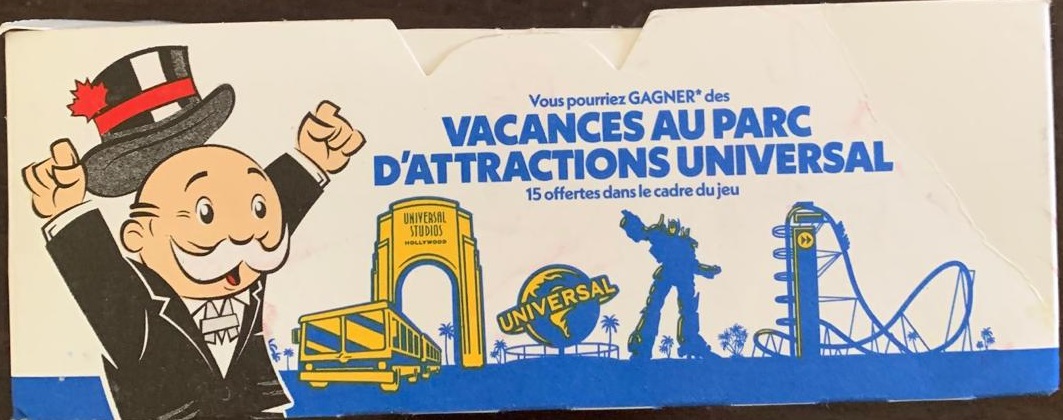 Vous pourriez GAGNER* des
VACANCES AU PARC
D'ATTRACTIONS UNIVERSAL
15 offertes dans le cadre du jeu
UNIVERSAL
STUDIOS
HOLLYWOOD
UNIVERSAL